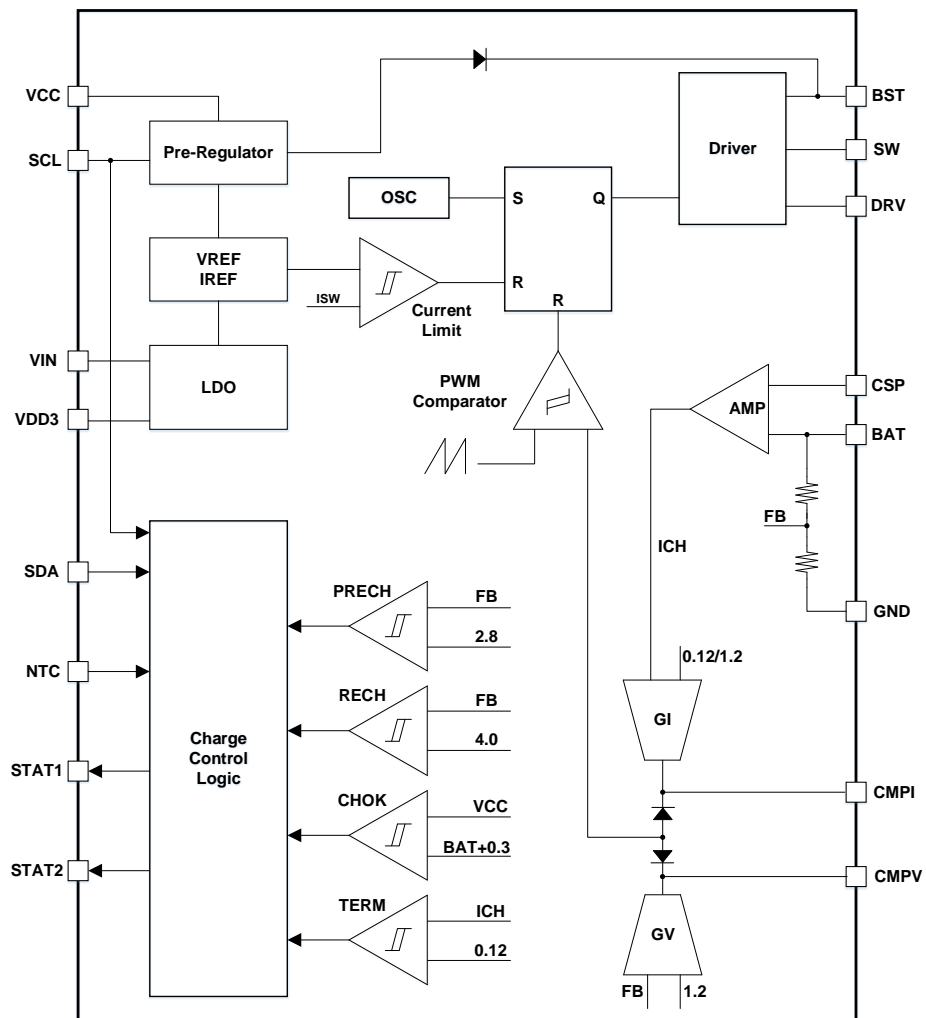 VCC
BST
SCL
Pre-Regulator
Driver
SW
OSC
S
Q
DRV
VREF
IREF
ISW
R
R
Current
Limit
VIN
LDO
VDD3
PWM
Comparator
AMP
CSP
BAT
FB
ICH
SDA
GND
PRECH
FB
2.8
NTC
0.12/1.2
RECH
FB
4.0
GI
Charge
Control
Logic
STAT1
CMPI
CHOK
VCC
BAT+0.3
STAT2
CMPV
TERM
ICH
0.12
GV
FB
1.2